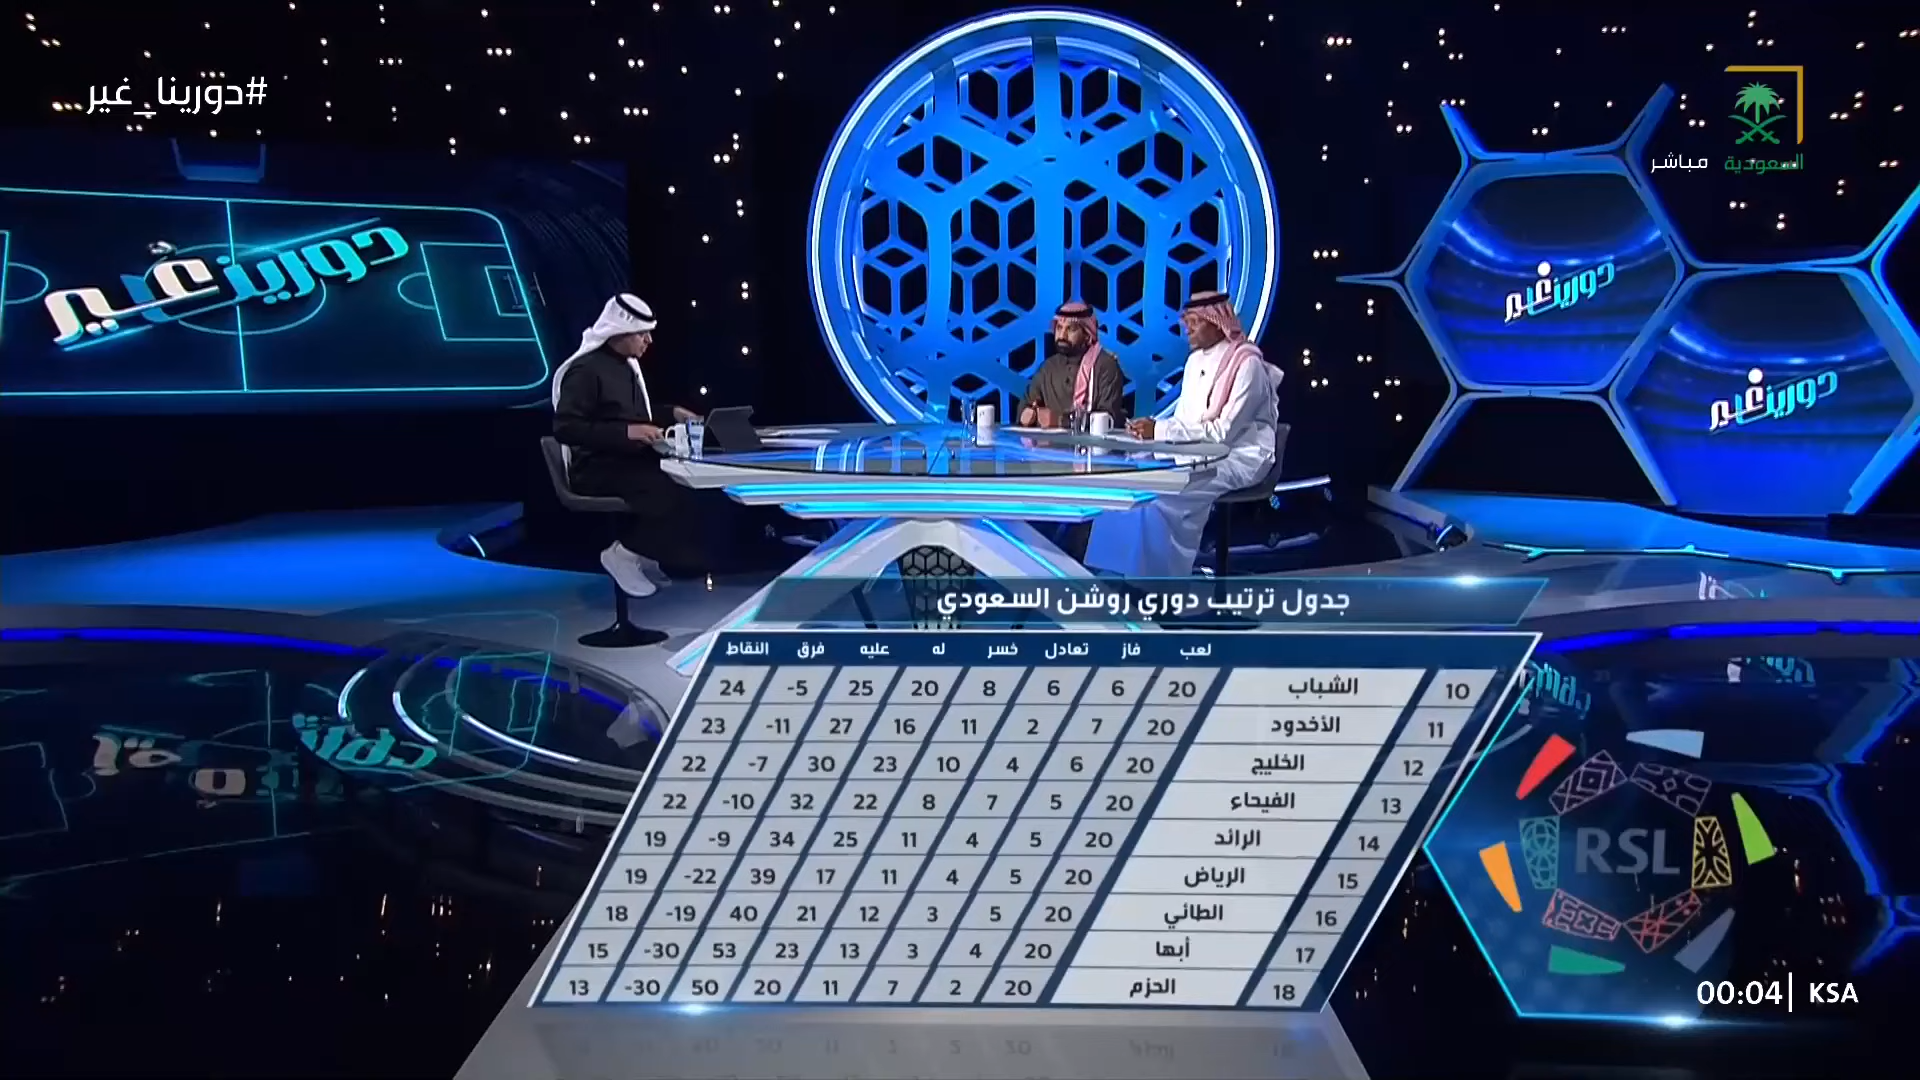 #دورينا_غير
السعودية
مباشر
دورينا غير
دورينا غير
دورينا غير
جدول ترتيب دوري روشن السعودي
لعب فاز تعادل خسر له عليه فرق النقاط
10 الشباب 20 6 6 8 20 25 -5 24
11 الأخدود 20 7 2 11 16 27 -11 23
12 الخليج 20 6 4 10 23 30 -7 22
13 الفيحاء 20 5 7 8 22 32 -10 22
14 الرائد 20 5 4 11 25 34 -9 19
15 الرياض 20 5 4 11 17 39 -22 19
16 الطائي 20 5 3 12 21 40 -19 18
17 أبها 20 4 3 13 23 53 -30 15
18 الحزم 20 2 7 11 20 50 -30 13
RSL
00:04 | KSA